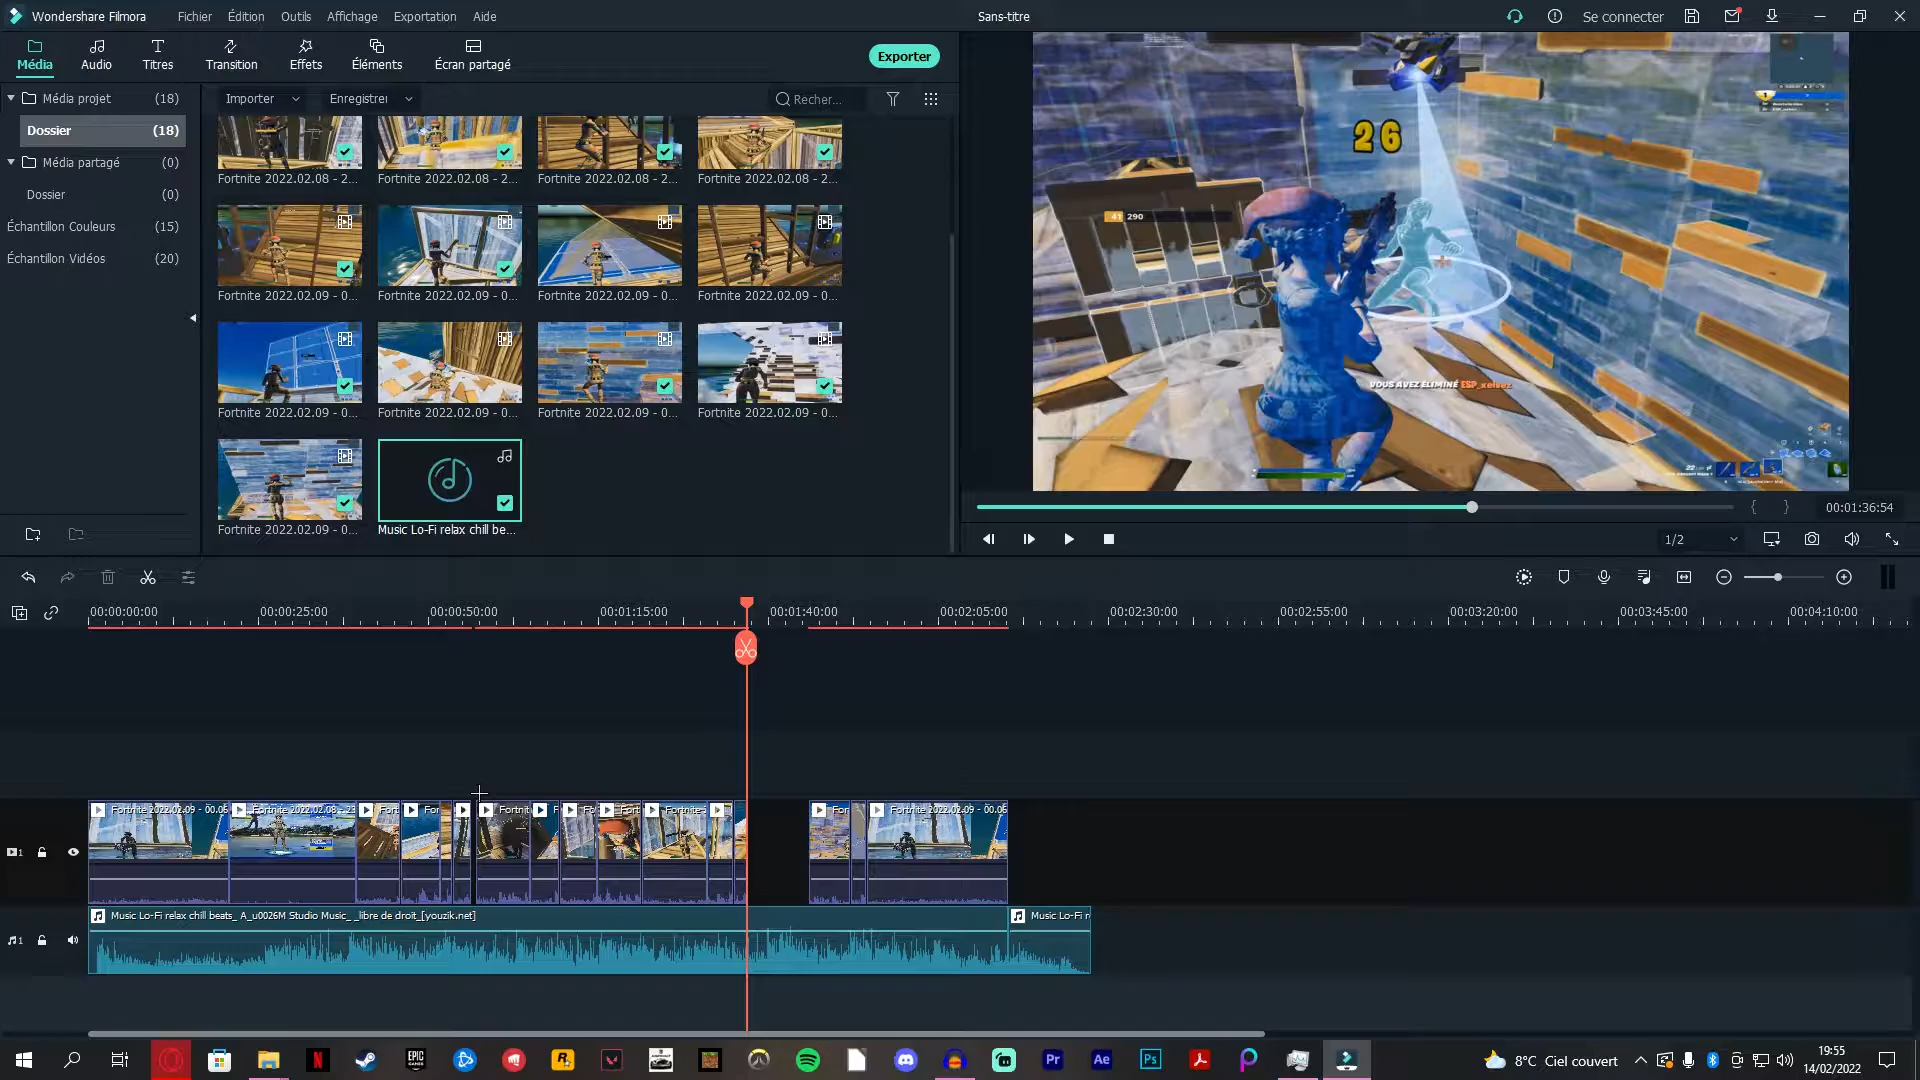 Wondershare Filmora
Fichier Édition Outils Affichage Exportation Aide
Sans-titre
Se connecter
Média Audio Titres Transition Effets Éléments Écran partagé
Exporter
Média projet (18)
Dossier (18)
Média partagé (0)
Dossier (0)
Échantillon Couleurs (15)
Échantillon Vidéos (20)
Importer Enregistrer
Recher...
Fortnite 2022.02.08 - 2... Fortnite 2022.02.08 - 2... Fortnite 2022.02.08 - 2... Fortnite 2022.02.08 - 2...
Fortnite 2022.02.09 - 0... Fortnite 2022.02.09 - 0... Fortnite 2022.02.09 - 0... Fortnite 2022.02.09 - 0...
Fortnite 2022.02.09 - 0... Fortnite 2022.02.09 - 0... Fortnite 2022.02.09 - 0... Fortnite 2022.02.09 - 0...
Fortnite 2022.02.09 - 0... Music Lo-Fi relax chill be...
26
41 290
VOUS AVEZ ÉLIMINÉ
00:01:36:54
1/2
00:00:00:00 00:00:25:00 00:00:50:00 00:01:15:00 00:01:40:00 00:02:05:00 00:02:30:00 00:02:55:00 00:03:20:00 00:03:45:00 00:04:10:00
Fortnite 2022.02.09 - 00.06 Fortnite 2022.02.08 - 23 Fort For Fortnit F Fo Fort Fortnite For Fortnite 2022.02.09 - 00.06
1
Music Lo-Fi relax chill beats_ A_u0026M Studio Music_ _libre de droit_[youzik.net] Music Lo-Fi r
1
8°C Ciel couvert
19:55
14/02/2022